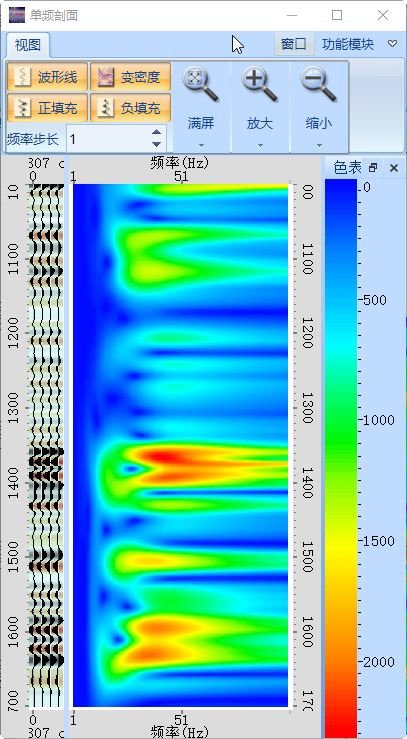 单频剖面
视图 窗口 功能模块
波形线 变密度
正填充 负填充
频率步长 1
满屏 放大 缩小
307 c 频率(Hz) 色表
0 1 51
10 00 0
1100 1100
500
1200 1200
1300 1300
1000
1400 1400
1500 1500
1500
1600 1600
2000
700 170
0 1 51
307 c 频率(Hz)